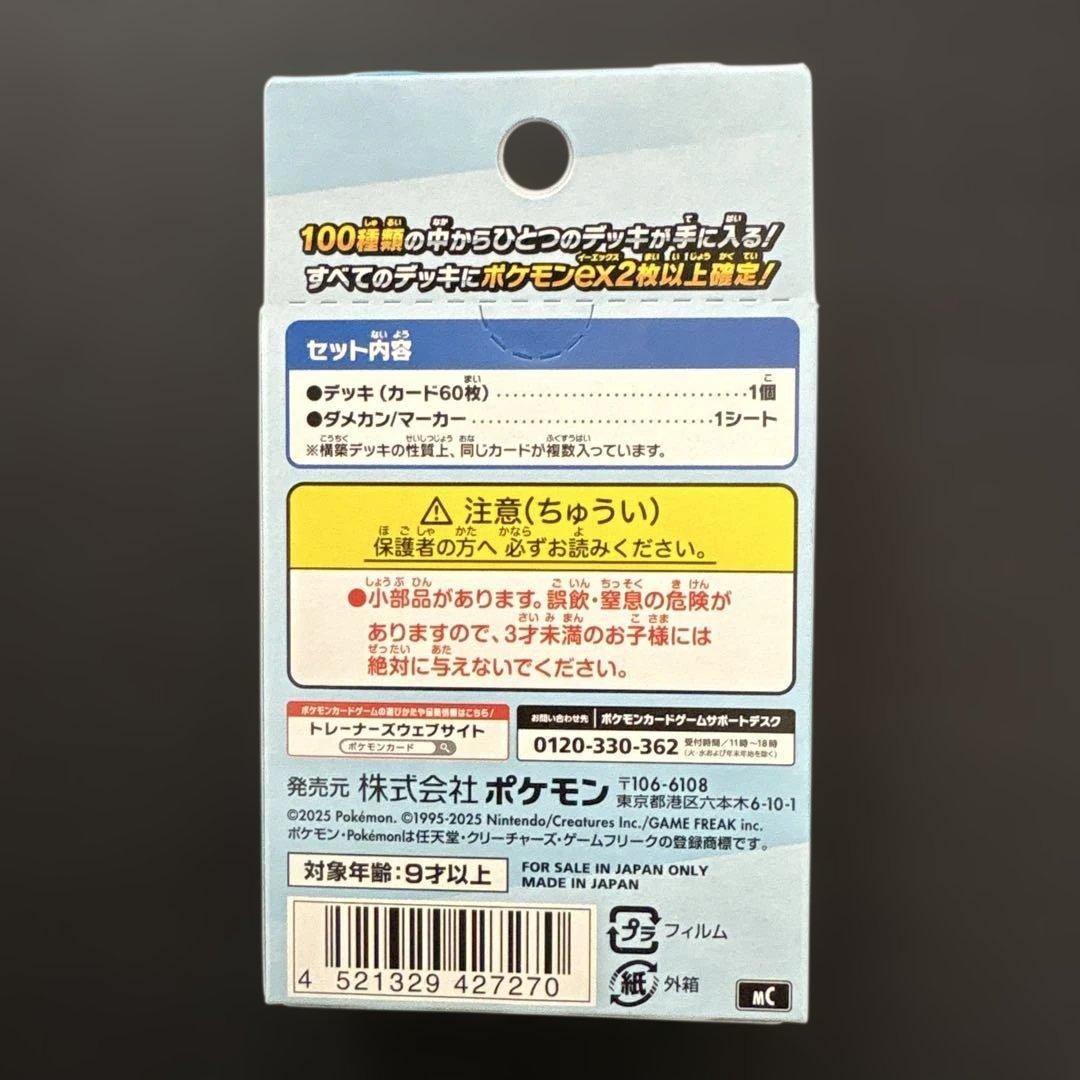 100種類の中からひとつのデッキが手に入る!
すべてのデッキにポケモンex2枚以上確定!
セット内容
●デッキ(カード60枚)……………………………1個
●ダメカン/マーカー……………………………1シート
※構築デッキの性質上、同じカードが複数入っています。
⚠ 注意(ちゅうい)
保護者の方へ 必ずお読みください。
●小部品があります。誤飲・窒息の危険が
ありますので、3才未満のお子様には
絶対に与えないでください。
ポケモンカードゲームの遊びかたや最新情報はこちら!
トレーナーズウェブサイト
ポケモンカード
お問い合わせ先 ポケモンカードゲームサポートデスク
0120-330-362 受付時間/11時~18時
(火・水および年末年始を除く)
発売元 株式会社 ポケモン 〒106-6108
東京都港区六本木6-10-1
©2025 Pokémon. ©1995-2025 Nintendo/Creatures Inc./GAME FREAK inc.
ポケモン・Pokémonは任天堂・クリーチャーズ・ゲームフリークの登録商標です。
対象年齢:9才以上
FOR SALE IN JAPAN ONLY
MADE IN JAPAN
4 521329 427270
プラ フィルム
紙 外箱
MC